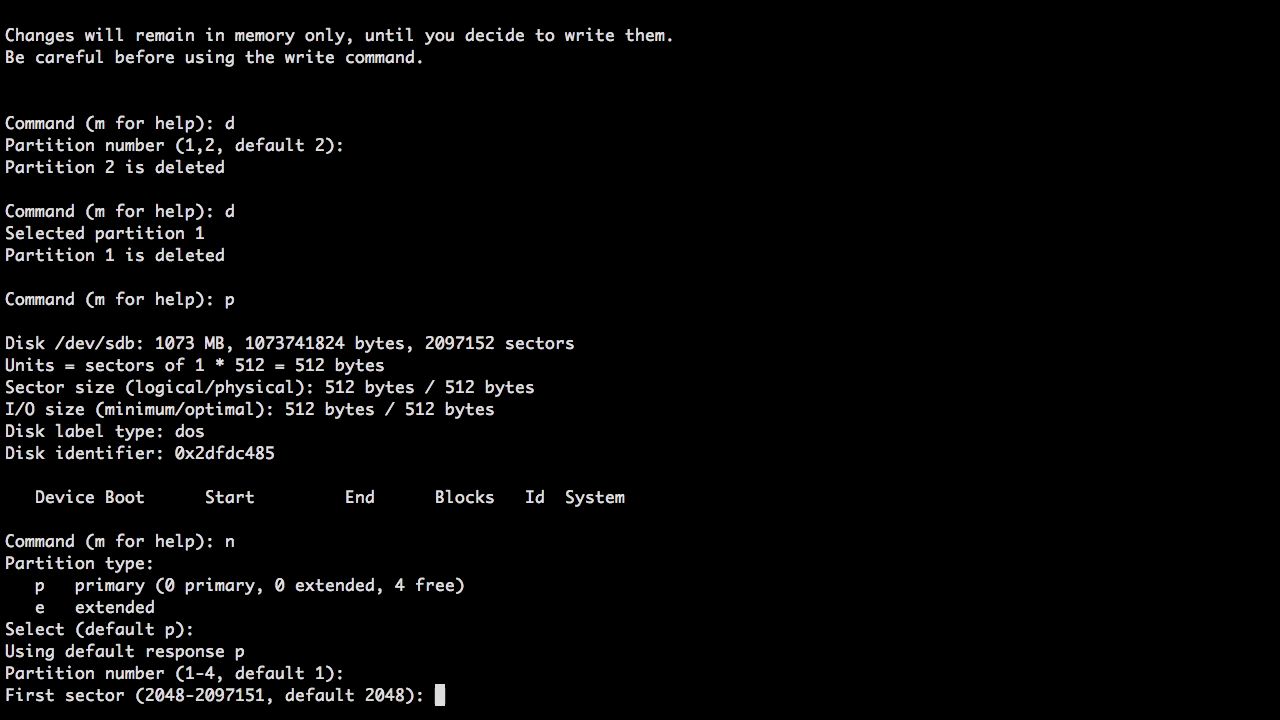 Changes will remain in memory only, until you decide to write them.
Be careful before using the write command.
Command (m for help): d
Partition number (1,2, default 2):
Partition 2 is deleted
Command (m for help): d
Selected partition 1
Partition 1 is deleted
Command (m for help): p
Disk /dev/sdb: 1073 MB, 1073741824 bytes, 2097152 sectors
Units = sectors of 1 * 512 = 512 bytes
Sector size (logical/physical): 512 bytes / 512 bytes
I/O size (minimum/optimal): 512 bytes / 512 bytes
Disk label type: dos
Disk identifier: 0x2dfdc485
   Device Boot      Start         End      Blocks   Id  System
Command (m for help): n
Partition type:
   p   primary (0 primary, 0 extended, 4 free)
   e   extended
Select (default p):
Using default response p
Partition number (1-4, default 1):
First sector (2048-2097151, default 2048):